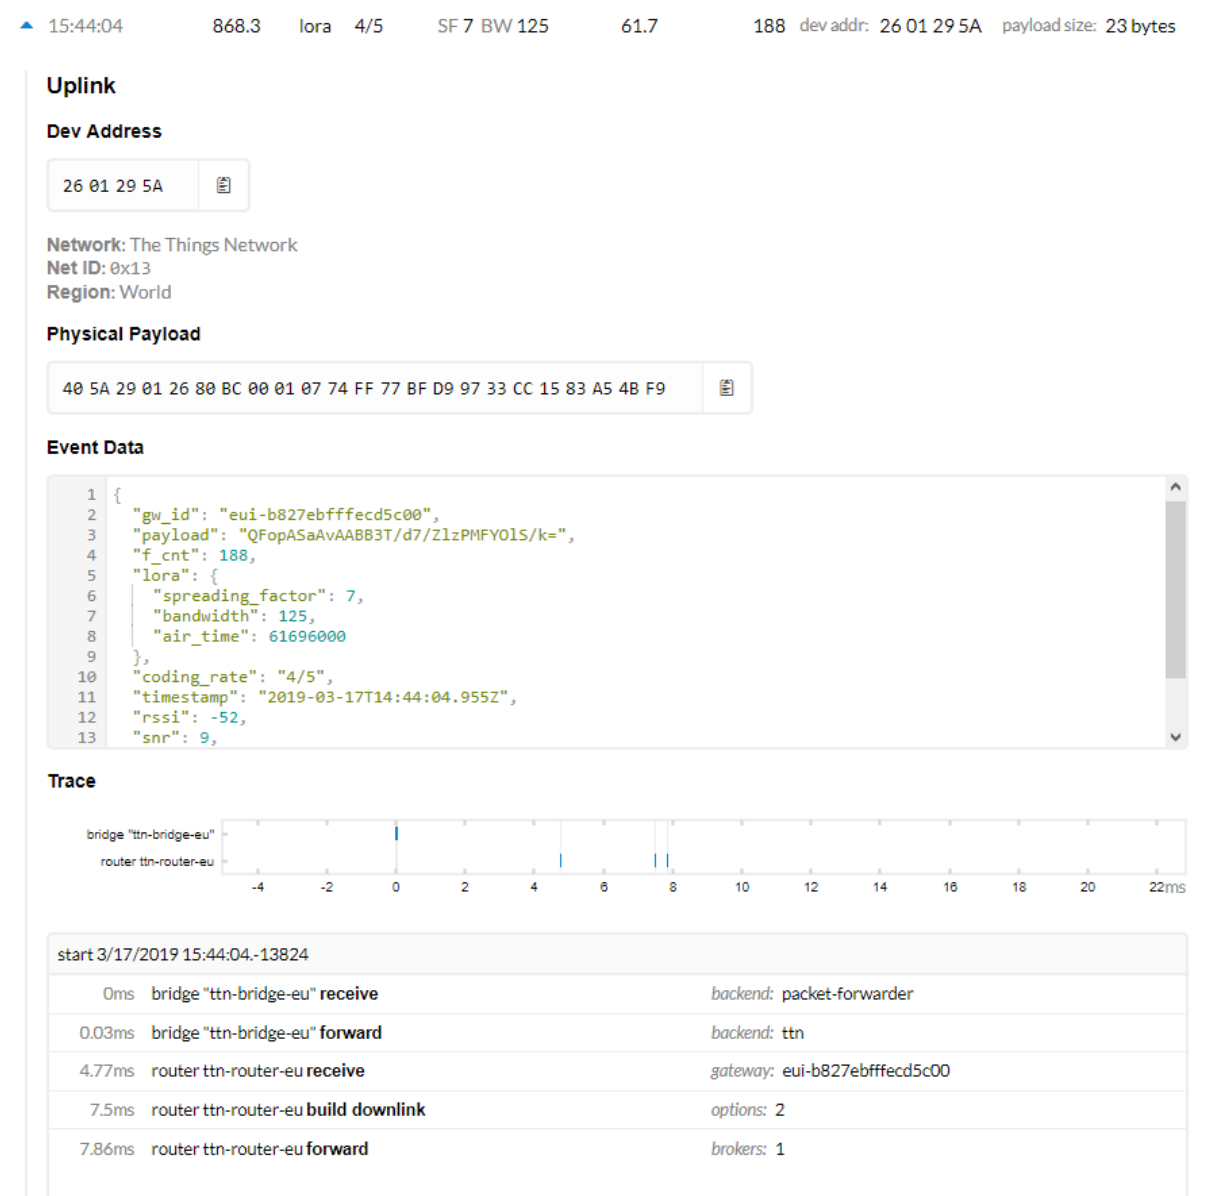 15:44:04 868.3 lora 4/5 SF 7 BW 125 61.7 188 dev addr: 26 01 29 5A payload size: 23 bytes
Uplink
Dev Address
26 01 29 5A
Network: The Things Network
Net ID: 0x13
Region: World
Physical Payload
40 5A 29 01 26 80 BC 00 01 07 74 FF 77 BF D9 97 33 CC 15 83 A5 4B F9
Event Data
1 {
2 "gw_id": "eui-b827ebfffecd5c00",
3 "payload": "QFopASaAvAABB3T/d7/ZlzPMFYOlS/k=",
4 "f_cnt": 188,
5 "lora": {
6 "spreading_factor": 7,
7 "bandwidth": 125,
8 "air_time": 61696000
9 },
10 "coding_rate": "4/5",
11 "timestamp": "2019-03-17T14:44:04.955Z",
12 "rssi": -52,
13 "snr": 9,
Trace
bridge "ttn-bridge-eu"
router ttn-router-eu
-4 -2 0 2 4 6 8 10 12 14 16 18 20 22ms
start 3/17/2019 15:44:04.-13824
0ms bridge "ttn-bridge-eu" receive backend: packet-forwarder
0.03ms bridge "ttn-bridge-eu" forward backend: ttn
4.77ms router ttn-router-eu receive gateway: eui-b827ebfffecd5c00
7.5ms router ttn-router-eu build downlink options: 2
7.86ms router ttn-router-eu forward brokers: 1